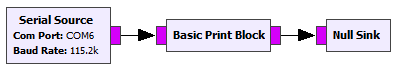 Serial Source
Com Port: COM6
Baud Rate: 115.2k
Basic Print Block
Null Sink